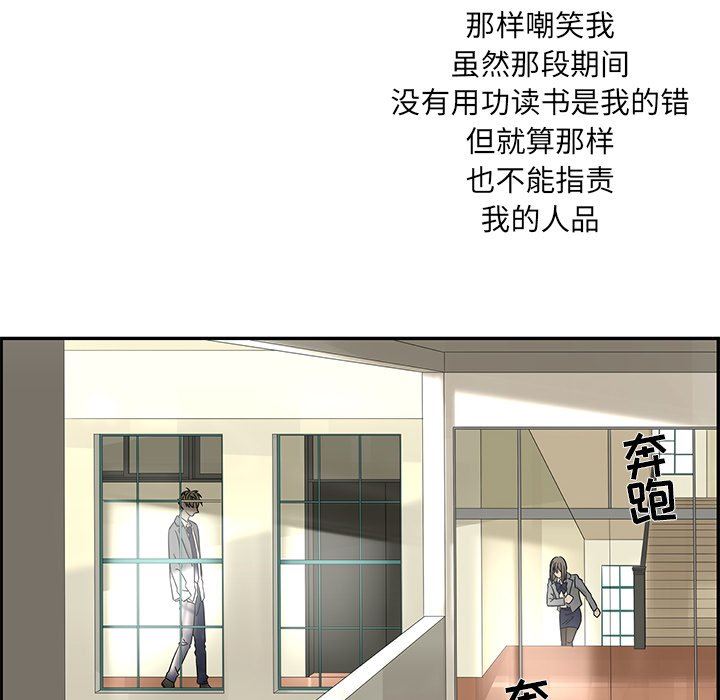 那样嘲笑我
虽然那段期间
没有用功读书是我的错
但就算那样
也不能指责
我的人品
奔跑
奔